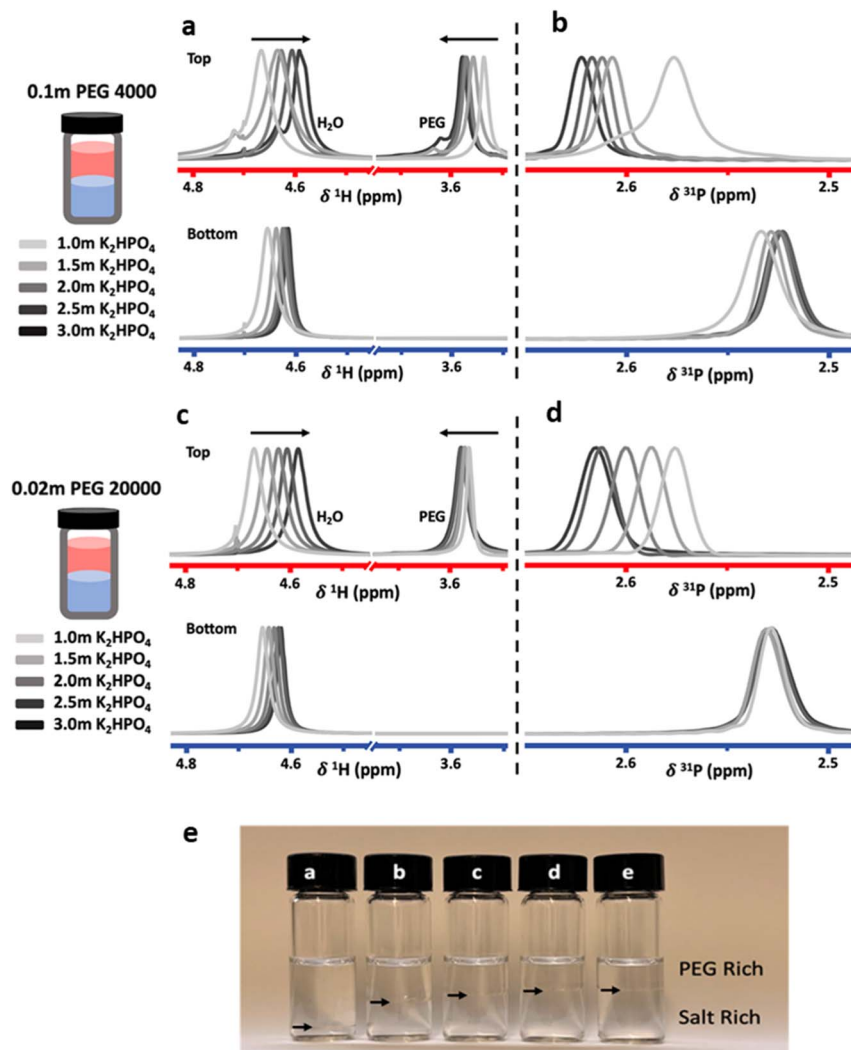 a
b
Top
0.1m PEG 4000
H₂O
PEG
4.8
4.6
3.6
2.6
2.5
δ ¹H (ppm)
δ ³¹P (ppm)
Bottom
1.0m K₂HPO₄
1.5m K₂HPO₄
2.0m K₂HPO₄
2.5m K₂HPO₄
3.0m K₂HPO₄
4.8
4.6
3.6
2.6
2.5
δ ¹H (ppm)
δ ³¹P (ppm)
c
d
Top
0.02m PEG 20000
H₂O
PEG
4.8
4.6
3.6
2.6
2.5
δ ¹H (ppm)
δ ³¹P (ppm)
Bottom
1.0m K₂HPO₄
1.5m K₂HPO₄
2.0m K₂HPO₄
2.5m K₂HPO₄
3.0m K₂HPO₄
4.8
4.6
3.6
2.6
2.5
δ ¹H (ppm)
δ ³¹P (ppm)
e
a b c d e
PEG Rich
Salt Rich